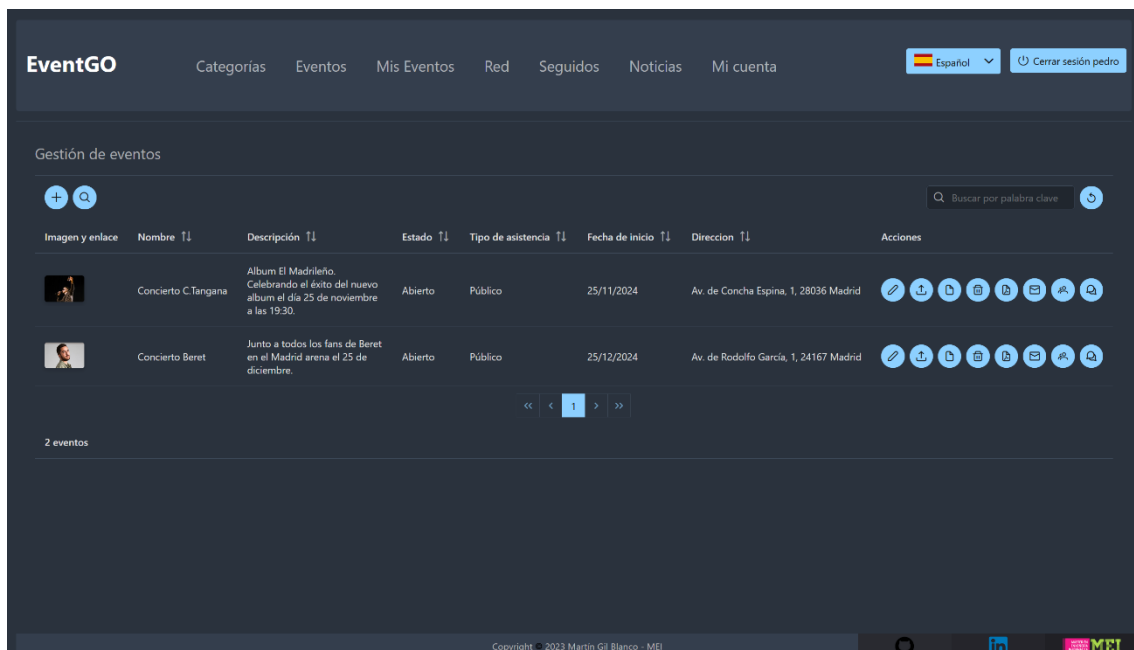 EventGO
Categorías Eventos Mis Eventos Red Seguidos Noticias Mi cuenta
Español
Cerrar sesión pedro
Gestión de eventos
Buscar por palabra clave
Imagen y enlace Nombre Descripción Estado Tipo de asistencia Fecha de inicio Direccion Acciones
Album El Madrileño.
Celebrando el éxito del nuevo
album el día 25 de noviembre
a las 19:30.
Concierto C.Tangana
Abierto Público 25/11/2024 Av. de Concha Espina, 1, 28036 Madrid
Junto a todos los fans de Beret
en el Madrid arena el 25 de
diciembre.
Concierto Beret
Abierto Público 25/12/2024 Av. de Rodolfo García, 1, 24167 Madrid
« ‹ 1 › »
2 eventos
Copyright © 2023 Martín Gil Blanco - MEI
in
MEI